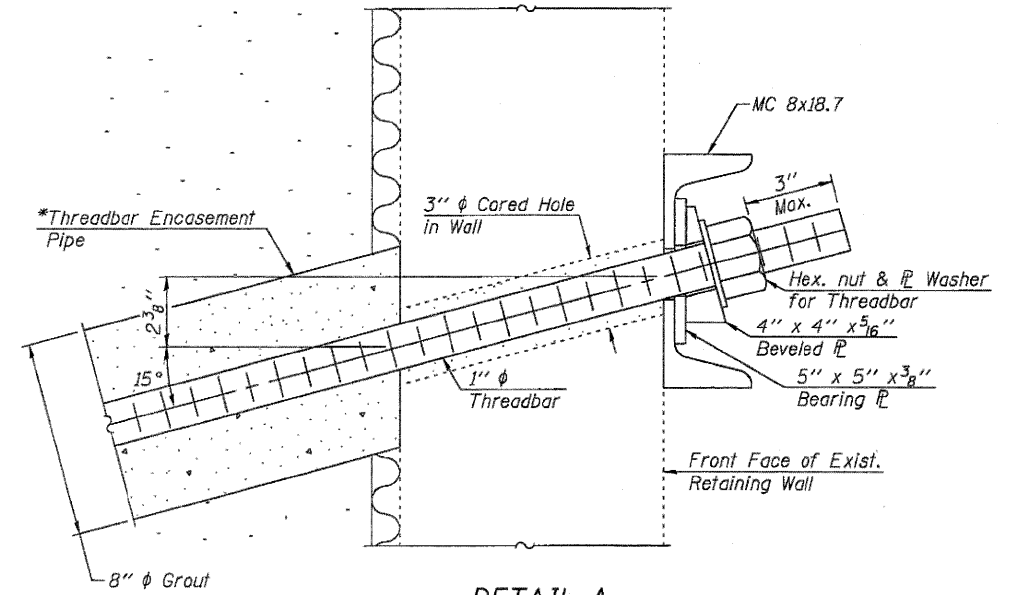 MC 8x18.7
3" Max.
3" ϕ Cored Hole
in Wall
*Threadbar Encasement
Pipe
2 3/8"
15°
Hex. nut & ℄ Washer
for Threadbar
4" x 4" x 5/16"
Beveled ℄
5" x 5" x 3/8"
Bearing ℄
1" ϕ
Threadbar
Front Face of Exist.
Retaining Wall
8" ϕ Grout
DETAIL A